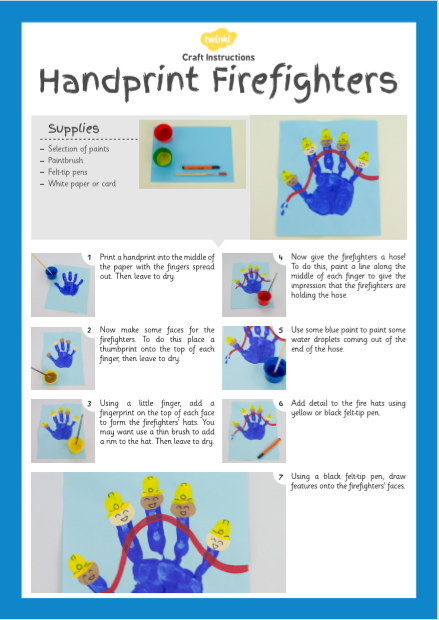 twinkl
Craft Instructions
Handprint Firefighters
Supplies
– Selection of paints
– Paintbrush
– Felt-tip pens
– White paper or card
1 Print a handprint into the middle of
the paper with the fingers spread
out. Then leave to dry.
2 Now make some faces for the
firefighters. To do this place a
thumbprint onto the top of each
finger, then leave to dry.
3 Using a little finger, add a
fingerprint on the top of each face
to form the firefighters' hats. You
may want use a thin brush to add
a rim to the hat. Then leave to dry.
4 Now give the firefighters a hose!
To do this, paint a line along the
middle of each finger to give the
impression that the firefighters are
holding the hose.
5 Use some blue paint to paint some
water droplets coming out of the
end of the hose.
6 Add detail to the fire hats using
yellow or black felt-tip pen.
7 Using a black felt-tip pen, draw
features onto the firefighters' faces.